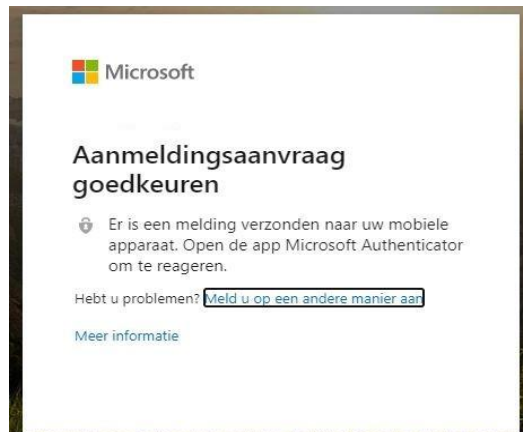 Microsoft
Aanmeldingsaanvraag
goedkeuren
Er is een melding verzonden naar uw mobiele
apparaat. Open de app Microsoft Authenticator
om te reageren.
Hebt u problemen? Meld u op een andere manier aan
Meer informatie